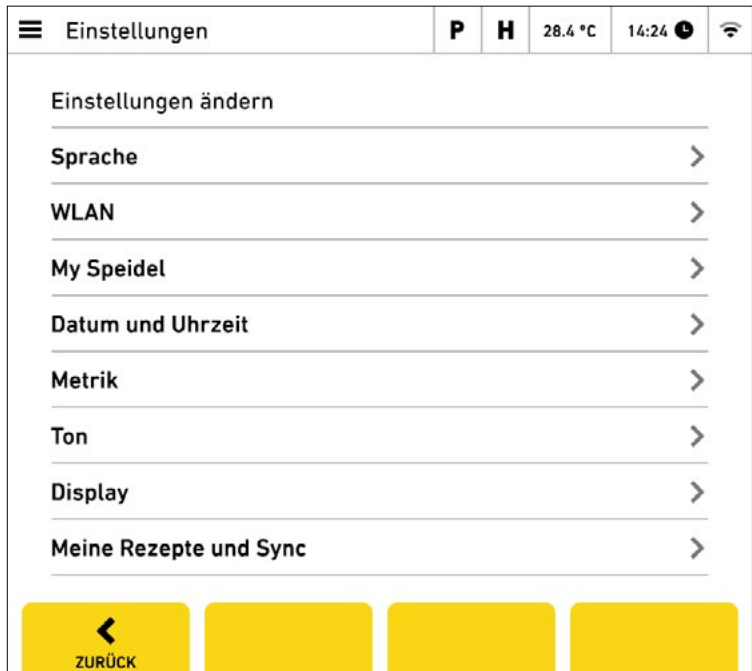 Einstellungen P H 28.4 °C 14:24
Einstellungen ändern
Sprache
WLAN
My Speidel
Datum und Uhrzeit
Metrik
Ton
Display
Meine Rezepte und Sync
ZURÜCK